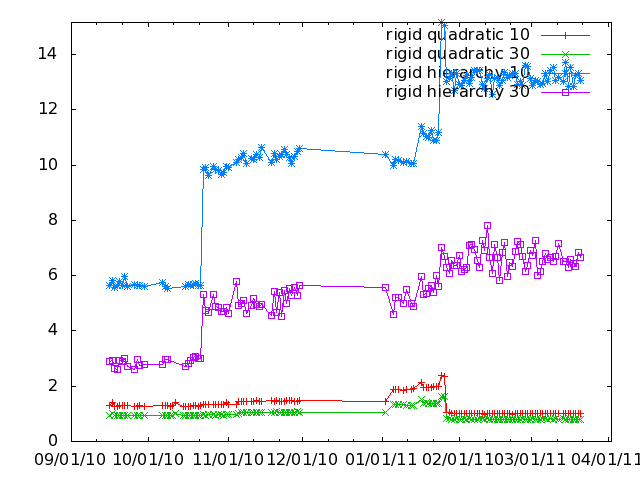 14
12
10
8
6
4
2
0
rigid quadratic 10
rigid quadratic 30
rigid hierarchy 10
rigid hierarchy 30
09/01/10 10/01/10 11/01/10 12/01/10 01/01/11 02/01/11 03/01/11 04/01/11